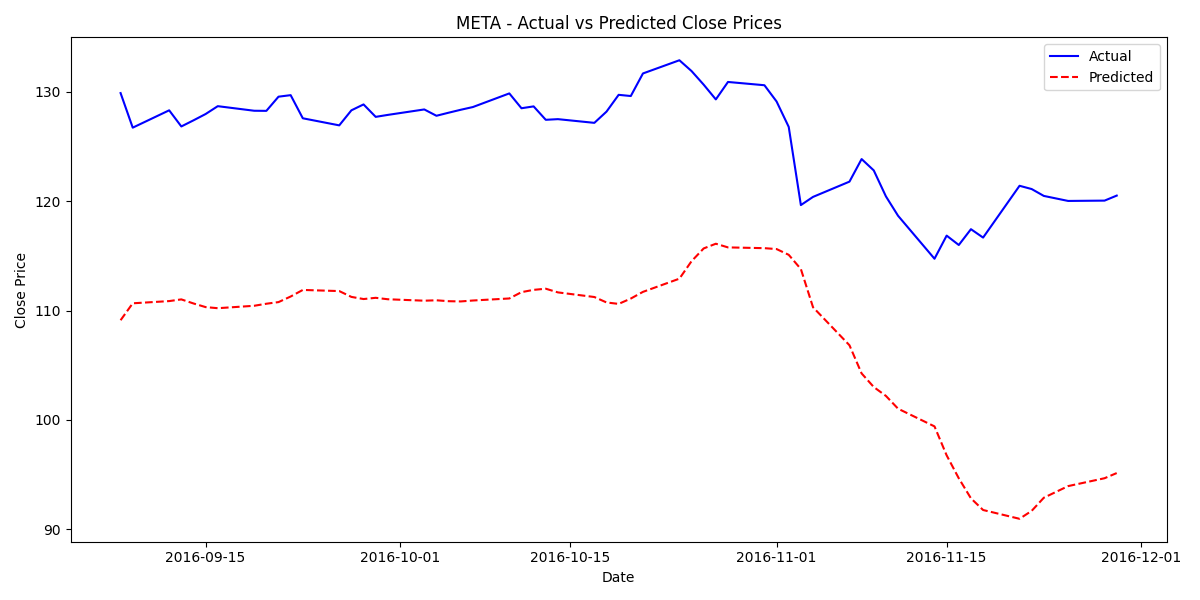 META - Actual vs Predicted Close Prices
Actual
Predicted
Close Price
130
120
110
100
90
2016-09-15
2016-10-01
2016-10-15
2016-11-01
2016-11-15
2016-12-01
Date